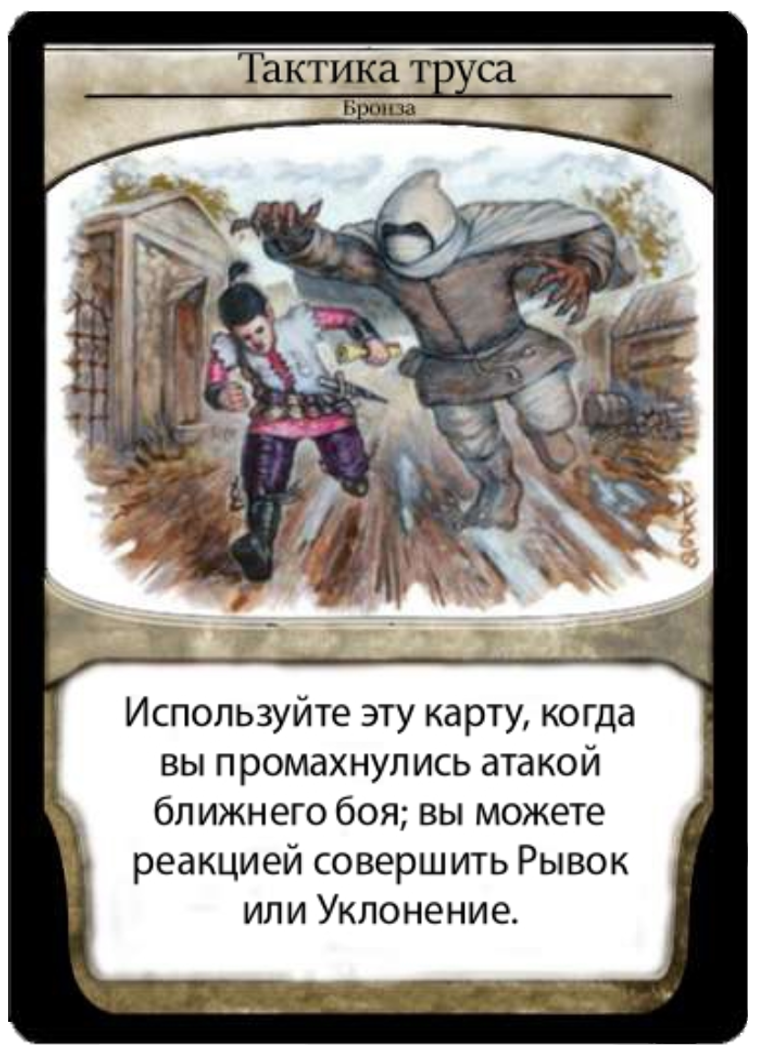 Тактика труса
Бронза
Используйте эту карту, когда
вы промахнулись атакой
ближнего боя; вы можете
реакцией совершить Рывок
или Уклонение.